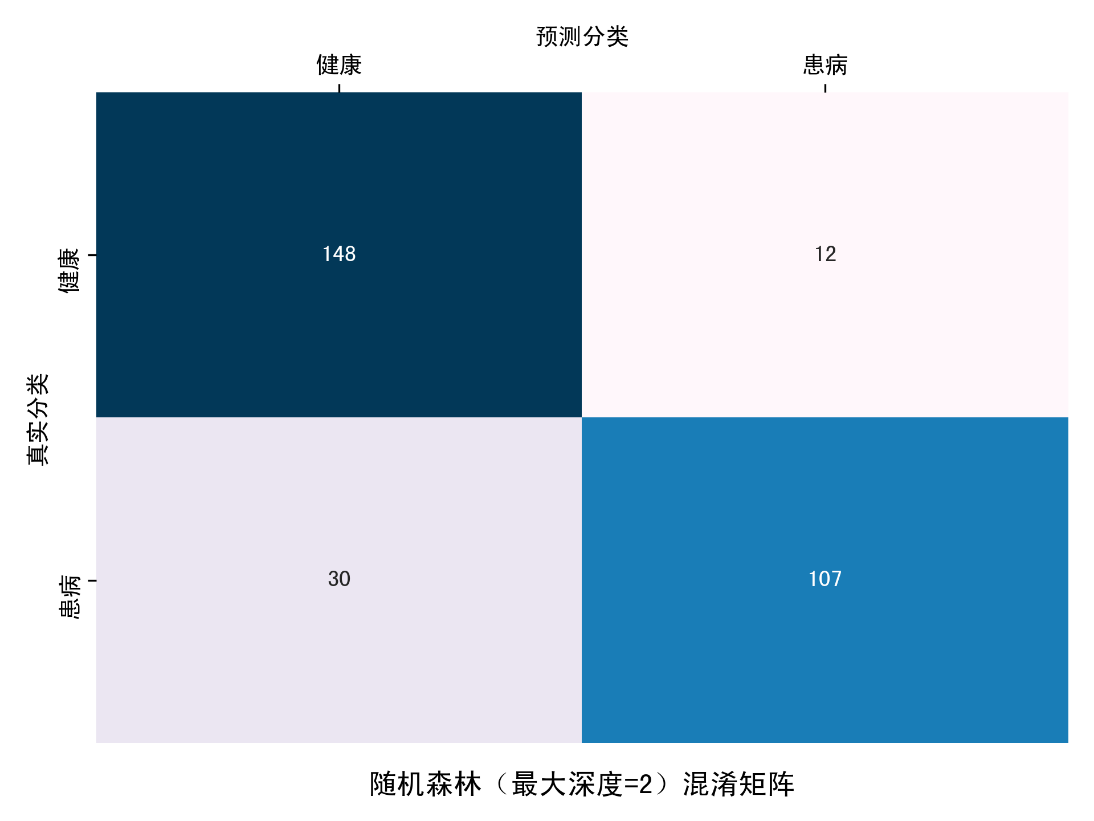 预测分类
健康
患病
真实分类
健康
148
12
患病
30
107
随机森林（最大深度=2）混淆矩阵